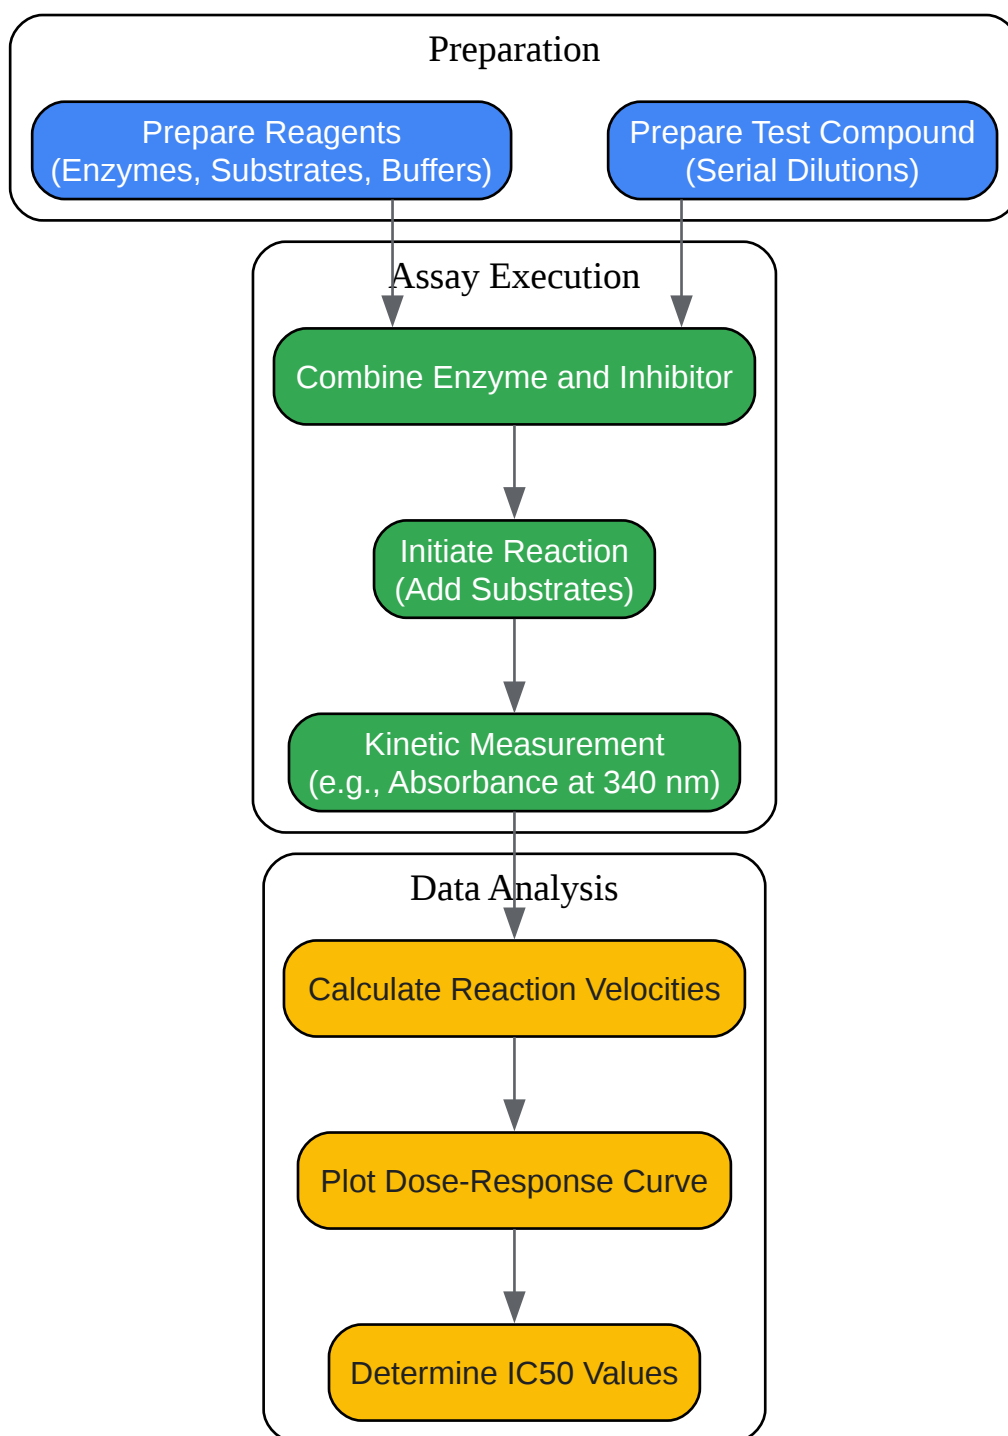 Preparation
Prepare Reagents
(Enzymes, Substrates, Buffers)
Prepare Test Compound
(Serial Dilutions)
Assay Execution
Combine Enzyme and Inhibitor
Initiate Reaction
(Add Substrates)
Kinetic Measurement
(e.g., Absorbance at 340 nm)
Data Analysis
Calculate Reaction Velocities
Plot Dose-Response Curve
Determine IC50 Values